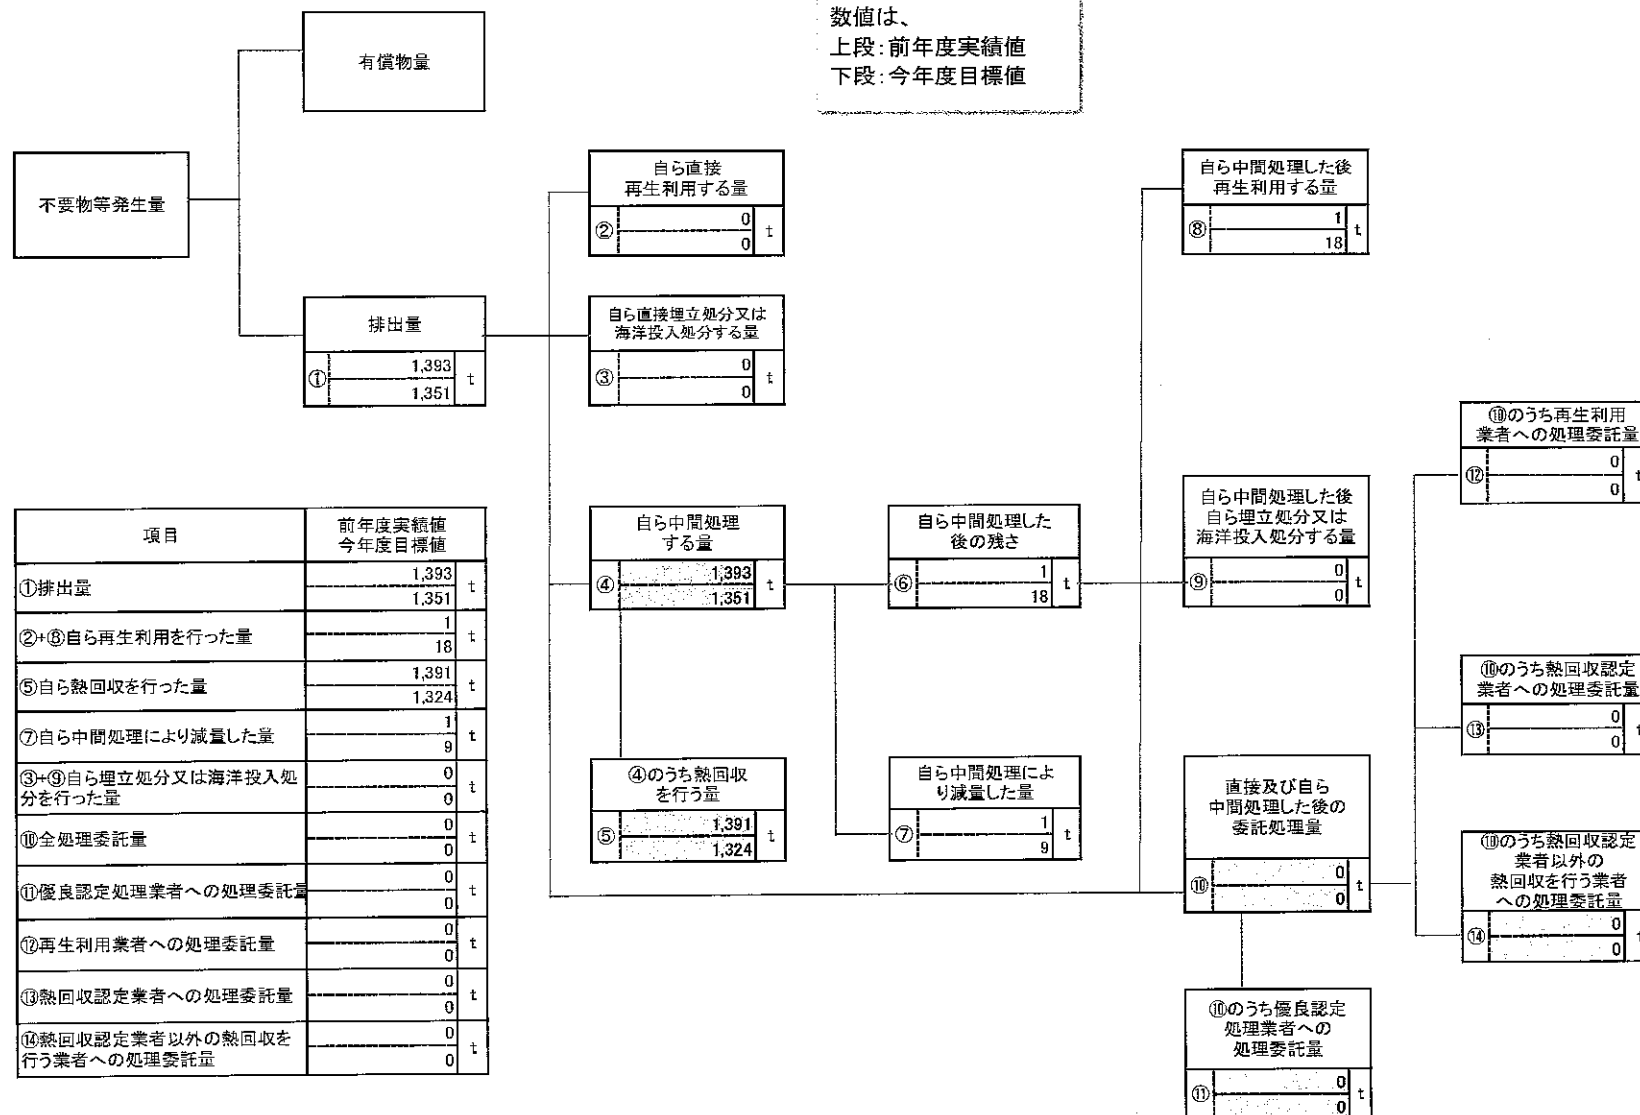 数値は、
上段:前年度実績値
下段:今年度目標値
有償物量
不要物等発生量
排出量
① 1,393 t
1,351
自ら直接
再生利用する量
② 0 t
0
自ら直接埋立処分又は
海洋投入処分する量
③ 0 t
0
自ら中間処理
する量
④ 1,393 t
1,351
④のうち熱回収
を行う量
⑤ 1,391 t
1,324
自ら中間処理した
後の残さ
⑥ 1 t
18
自ら中間処理によ
り減量した量
⑦ 1 t
9
自ら中間処理した後
再生利用する量
⑧ 1 t
18
自ら中間処理した後
自ら埋立処分又は
海洋投入処分する量
⑨ 0 t
0
直接及び自ら
中間処理した後の
委託処理量
⑩ 0 t
0
⑩のうち優良認定
処理業者への
処理委託量
⑪ 0 t
0
⑩のうち再生利用
業者への処理委託量
⑫ 0 t
0
⑩のうち熱回収認定
業者への処理委託量
⑬ 0 t
0
⑩のうち熱回収認定
業者以外の
熱回収を行う業者
への処理委託量
⑭ 0 t
0
項目 前年度実績値
今年度目標値
①排出量 1,393 t
1,351
②+⑧自ら再生利用を行った量 1 t
18
⑤自ら熱回収を行った量 1,391 t
1,324
⑦自ら中間処理により減量した量 1 t
9
③+⑨自ら埋立処分又は海洋投入処 0 t
分を行った量 0
⑩全処理委託量 0 t
0
⑪優良認定処理業者への処理委託量 0 t
0
⑫再生利用業者への処理委託量 0 t
0
⑬熱回収認定業者への処理委託量 0 t
0
⑭熱回収認定業者以外の熱回収を 0 t
行う業者への処理委託量 0